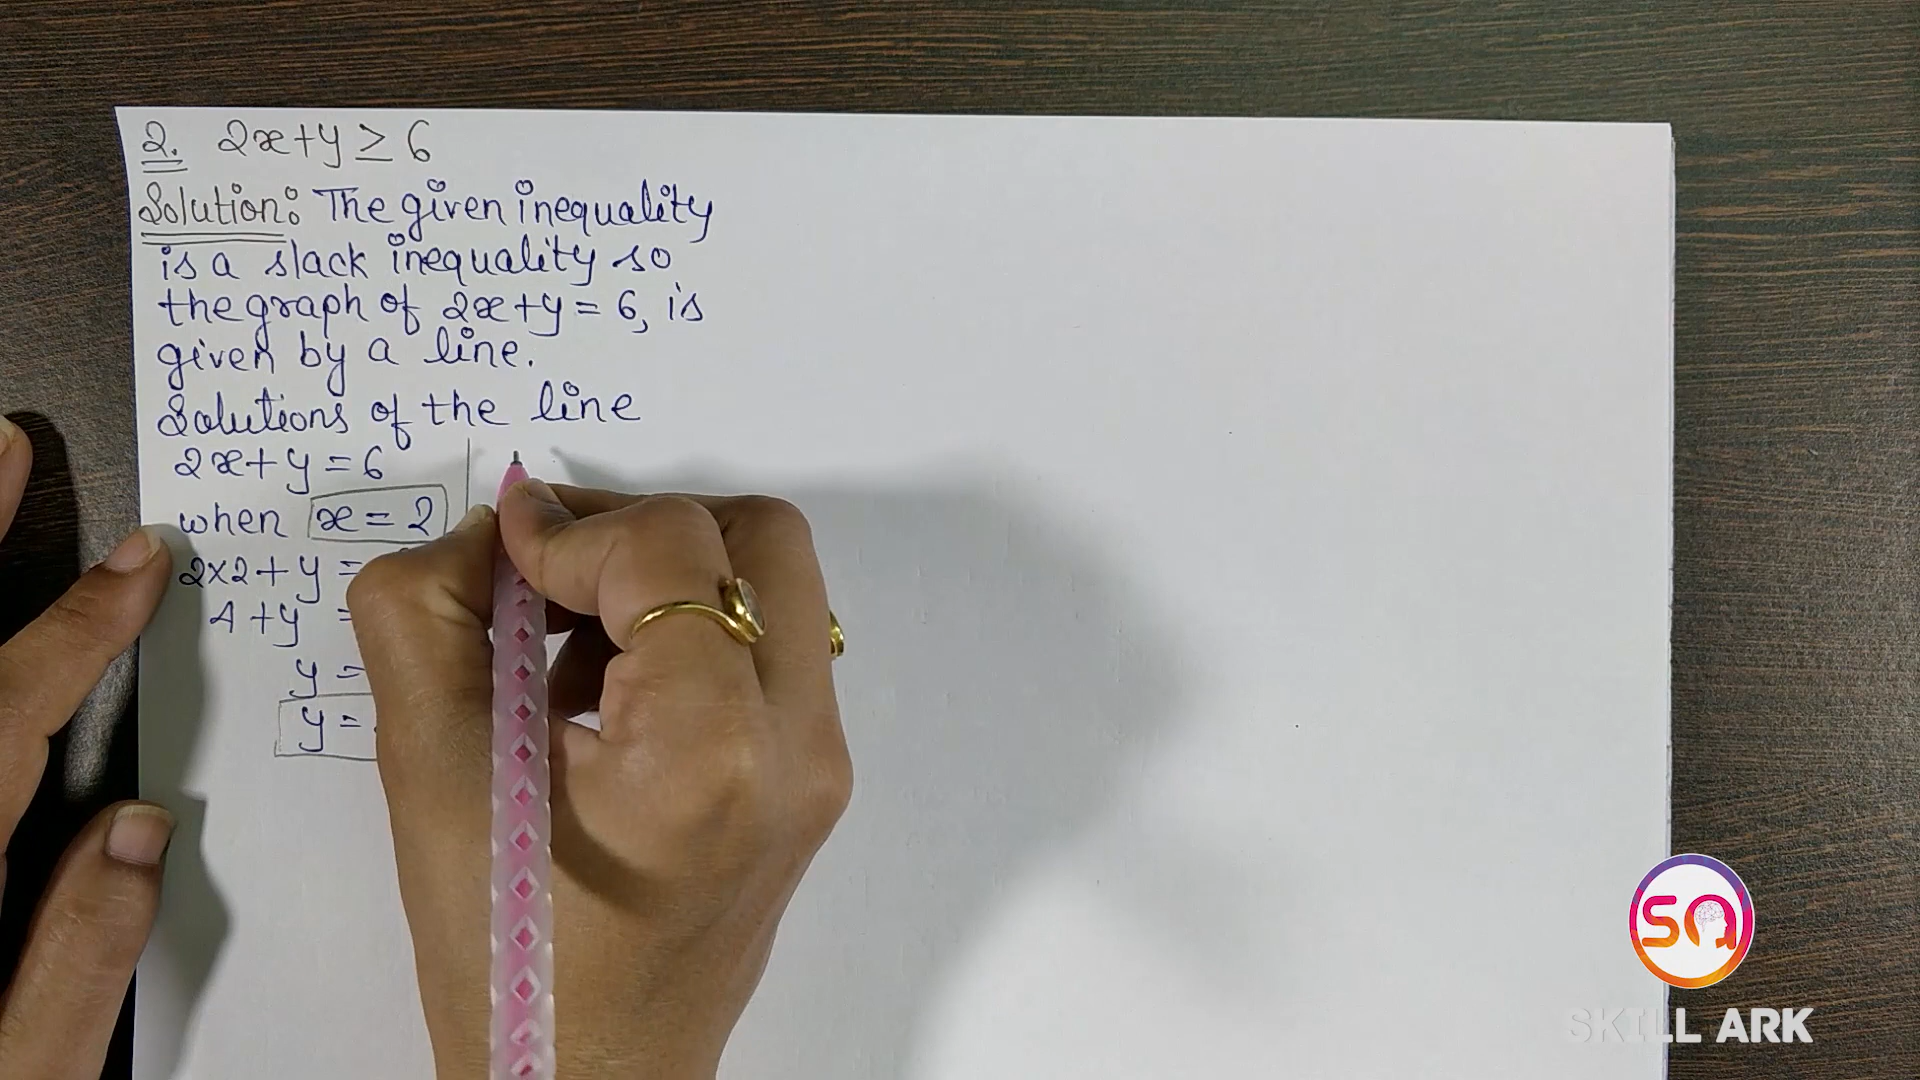 2. 2x+y ≥ 6
Solution: The given inequality
is a slack inequality so
the graph of 2x+y = 6, is
given by a line.
Solutions of the line
2x+y = 6
when x = 2
2×2+y =
4+y =
y =
y =
SA
SKILL ARK